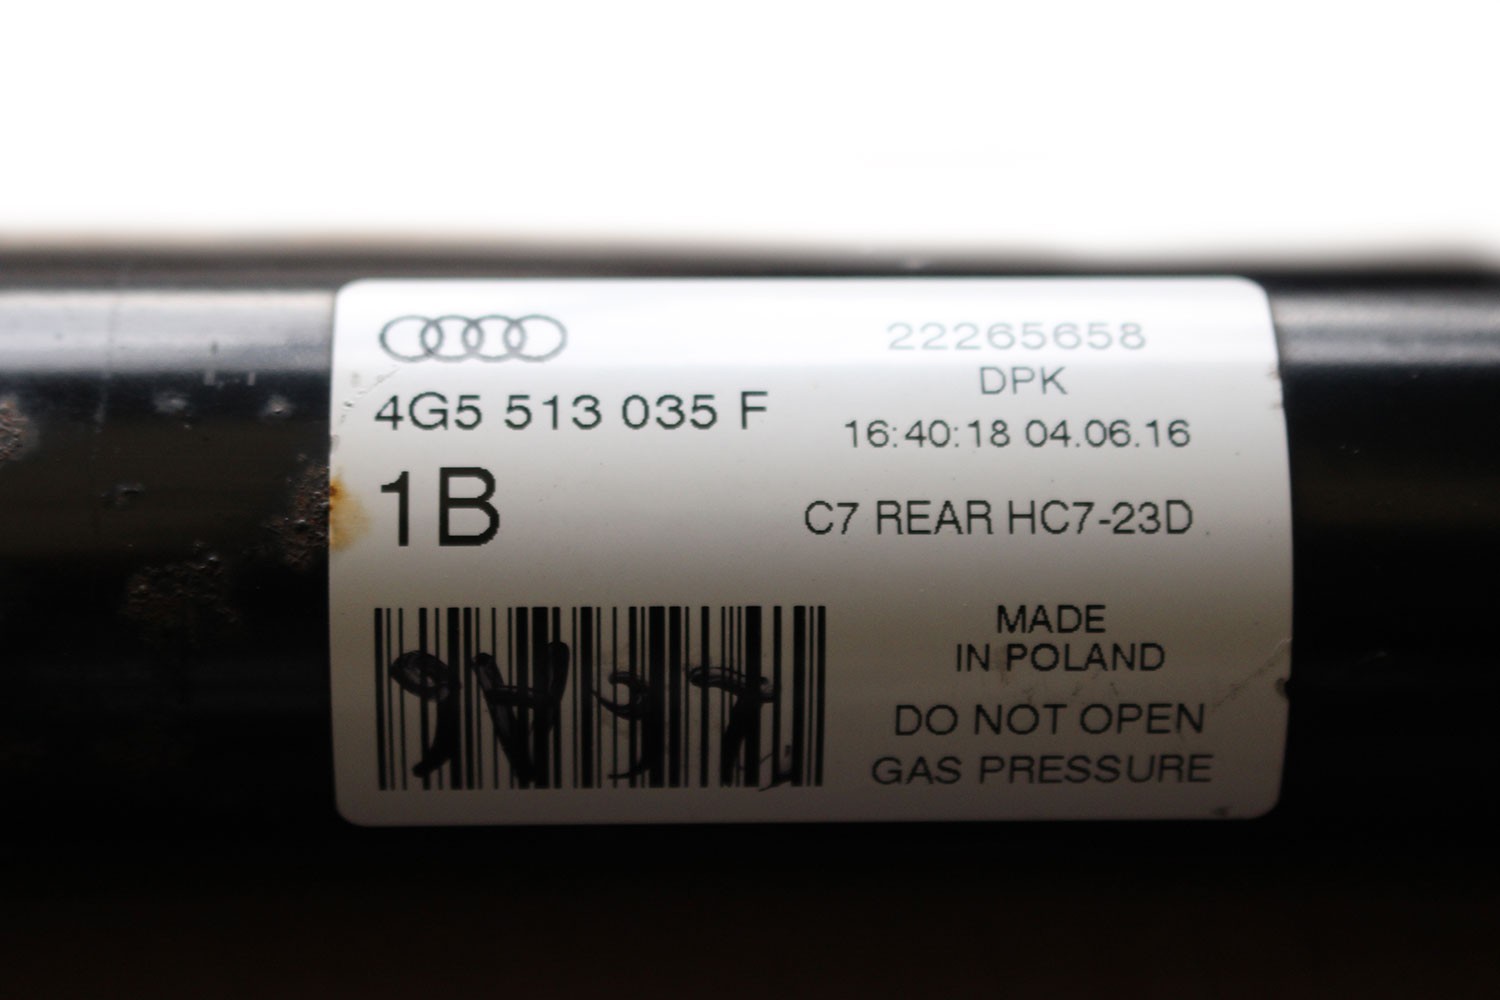 4G5 513 035 F
1B
22265658
DPK
16:40:18 04.06.16
C7 REAR HC7-23D
MADE
IN POLAND
DO NOT OPEN
GAS PRESSURE